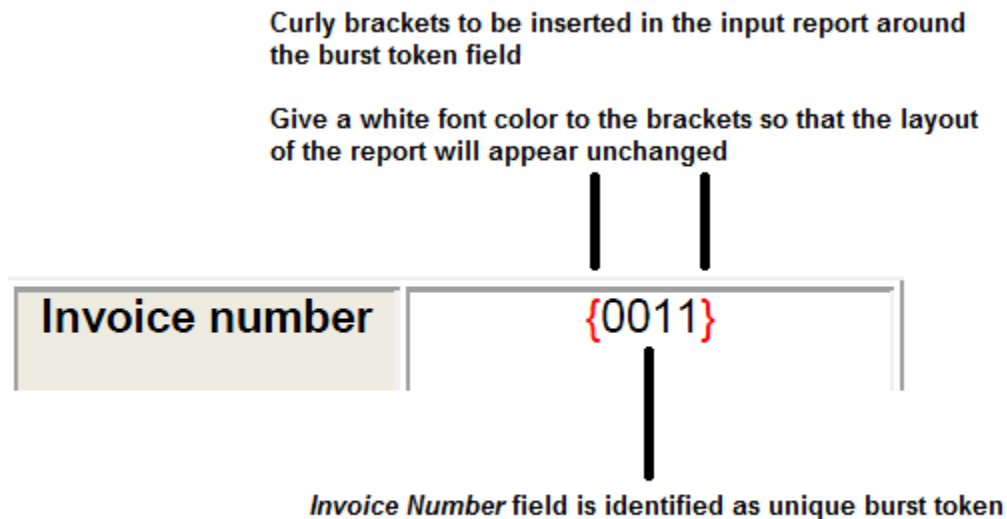 Curly brackets to be inserted in the input report around
the burst token field
Give a white font color to the brackets so that the layout
of the report will appear unchanged
Invoice number {0011}
Invoice Number field is identified as unique burst token